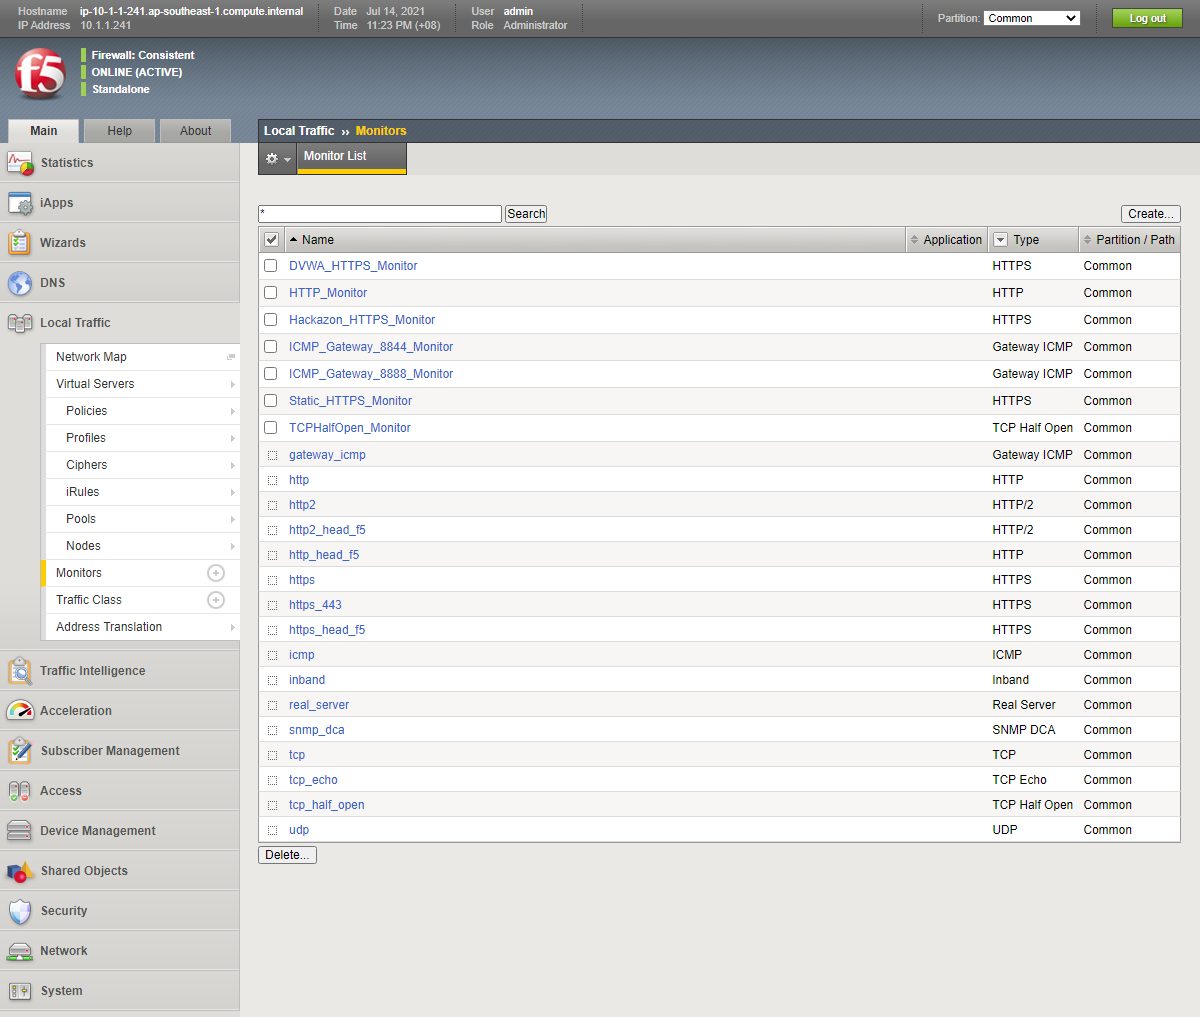 Hostname ip-10-1-1-241.ap-southeast-1.compute.internal Date Jul 14, 2021 User admin
IP Address 10.1.1.241 Time 11:23 PM (+08) Role Administrator
Partition: Common Log out
f5
Firewall: Consistent
ONLINE (ACTIVE)
Standalone
Main Help About
Statistics
iApps
Wizards
DNS
Local Traffic
Network Map
Virtual Servers
Policies
Profiles
Ciphers
iRules
Pools
Nodes
Monitors
Traffic Class
Address Translation
Traffic Intelligence
Acceleration
Subscriber Management
Access
Device Management
Shared Objects
Security
Network
System
Local Traffic ›› Monitors
Monitor List
* Search Create...
Name Application Type Partition / Path
DVWA_HTTPS_Monitor HTTPS Common
HTTP_Monitor HTTP Common
Hackazon_HTTPS_Monitor HTTPS Common
ICMP_Gateway_8844_Monitor Gateway ICMP Common
ICMP_Gateway_8888_Monitor Gateway ICMP Common
Static_HTTPS_Monitor HTTPS Common
TCPHalfOpen_Monitor TCP Half Open Common
gateway_icmp Gateway ICMP Common
http HTTP Common
http2 HTTP/2 Common
http2_head_f5 HTTP/2 Common
http_head_f5 HTTP Common
https HTTPS Common
https_443 HTTPS Common
https_head_f5 HTTPS Common
icmp ICMP Common
inband Inband Common
real_server Real Server Common
snmp_dca SNMP DCA Common
tcp TCP Common
tcp_echo TCP Echo Common
tcp_half_open TCP Half Open Common
udp UDP Common
Delete...